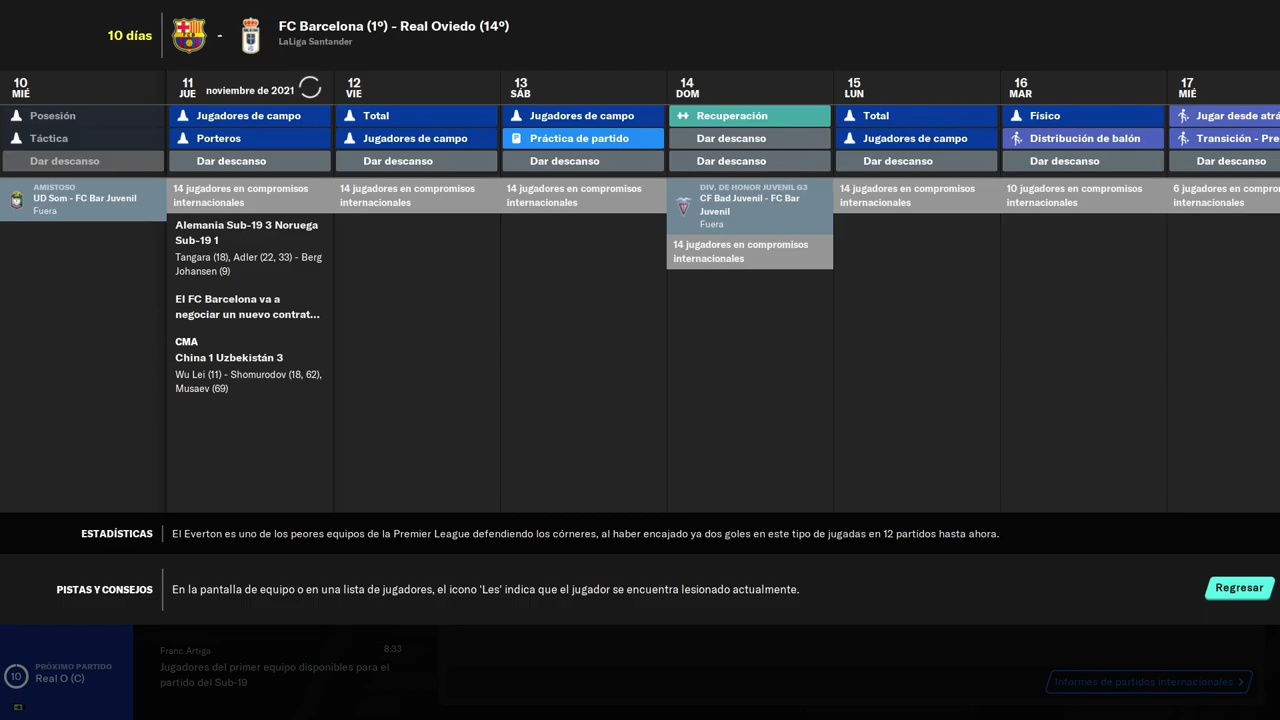 10 días
-
FC Barcelona (1º) - Real Oviedo (14º)
LaLiga Santander
10
MIÉ
11
JUE
noviembre de 2021
12
VIE
13
SÁB
14
DOM
15
LUN
16
MAR
17
MIÉ
Posesión
Jugadores de campo
Total
Jugadores de campo
Recuperación
Total
Físico
Jugar desde atrá
Táctica
Porteros
Jugadores de campo
Práctica de partido
Dar descanso
Jugadores de campo
Distribución de balón
Transición - Pre
Dar descanso
Dar descanso
Dar descanso
Dar descanso
Dar descanso
Dar descanso
Dar descanso
Dar descanso
AMISTOSO
UD Som - FC Bar Juvenil
Fuera
14 jugadores en compromisos
internacionales
Alemania Sub-19 3 Noruega
Sub-19 1
Tangara (18), Adler (22, 33) - Berg
Johansen (9)
El FC Barcelona va a
negociar un nuevo contrat...
CMA
China 1 Uzbekistán 3
Wu Lei (11) - Shomurodov (18, 62),
Musaev (69)
14 jugadores en compromisos
internacionales
14 jugadores en compromisos
internacionales
DIV. DE HONOR JUVENIL G3
CF Bad Juvenil - FC Bar
Juvenil
Fuera
14 jugadores en compromisos
internacionales
14 jugadores en compromisos
internacionales
10 jugadores en compromisos
internacionales
6 jugadores en comprom
internacionales
ESTADÍSTICAS
El Everton es uno de los peores equipos de la Premier League defendiendo los córneres, al haber encajado ya dos goles en este tipo de jugadas en 12 partidos hasta ahora.
PISTAS Y CONSEJOS
En la pantalla de equipo o en una lista de jugadores, el icono 'Les' indica que el jugador se encuentra lesionado actualmente.
Regresar
10
PRÓXIMO PARTIDO
Real O (C)
Franc Artiga
8:33
Jugadores del primer equipo disponibles para el
partido del Sub-19
Informes de partidos internacionales